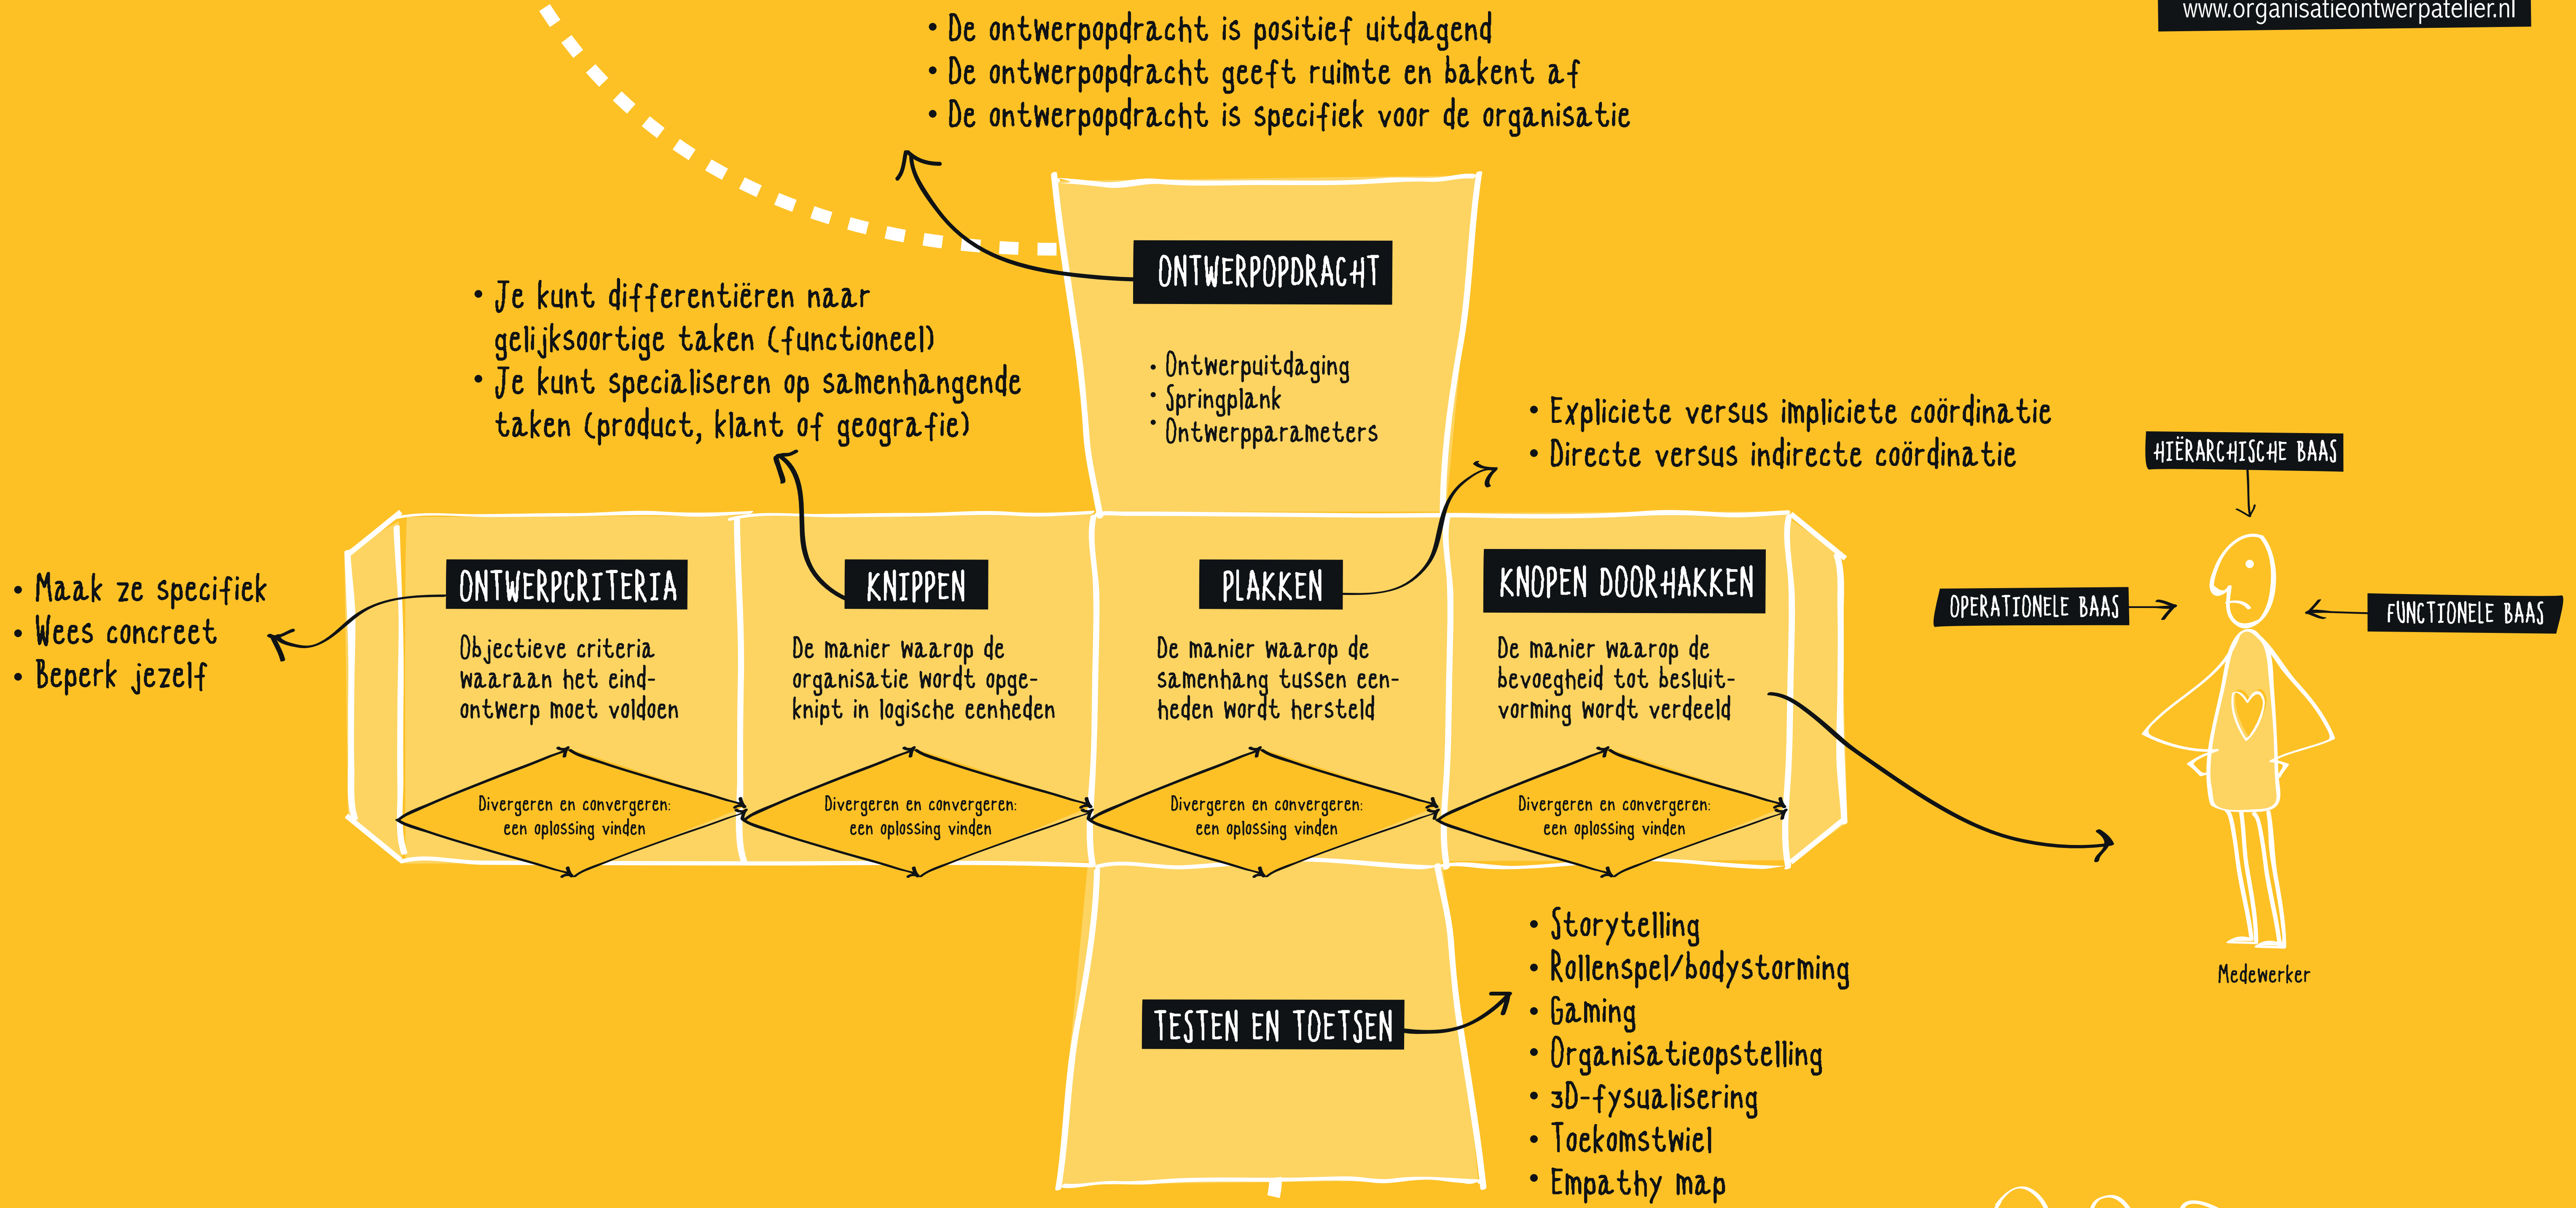 www.organisatieontwerpatelier.nl
• De ontwerpopdracht is positief uitdagend
• De ontwerpopdracht geeft ruimte en bakent af
• De ontwerpopdracht is specifiek voor de organisatie
ONTWERPOPDRACHT
• Ontwerpuitdaging
• Springplank
• Ontwerpparameters
• Je kunt differentiëren naar
gelijksoortige taken (functioneel)
• Je kunt specialiseren op samenhangende
taken (product, klant of geografie)
• Expliciete versus impliciete coördinatie
• Directe versus indirecte coördinatie
• Maak ze specifiek
• Wees concreet
• Beperk jezelf
ONTWERPCRITERIA
Objectieve criteria
waaraan het eind-
ontwerp moet voldoen
Divergeren en convergeren:
een oplossing vinden
KNIPPEN
De manier waarop de
organisatie wordt opge-
knipt in logische eenheden
Divergeren en convergeren:
een oplossing vinden
PLAKKEN
De manier waarop de
samenhang tussen een-
heden wordt hersteld
Divergeren en convergeren:
een oplossing vinden
KNOPEN DOORHAKKEN
De manier waarop de
bevoegheid tot besluit-
vorming wordt verdeeld
Divergeren en convergeren:
een oplossing vinden
HIËRARCHISCHE BAAS
OPERATIONELE BAAS
FUNCTIONELE BAAS
Medewerker
TESTEN EN TOETSEN
• Storytelling
• Rollenspel/bodystorming
• Gaming
• Organisatieopstelling
• 3D-fysualisering
• Toekomstwiel
• Empathy map